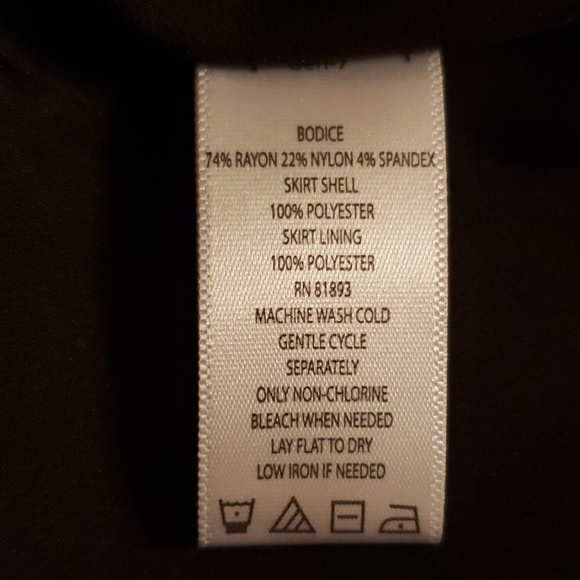 BODICE
74% RAYON 22% NYLON 4% SPANDEX
SKIRT SHELL
100% POLYESTER
SKIRT LINING
100% POLYESTER
RN 81893
MACHINE WASH COLD
GENTLE CYCLE
SEPARATELY
ONLY NON-CHLORINE
BLEACH WHEN NEEDED
LAY FLAT TO DRY
LOW IRON IF NEEDED